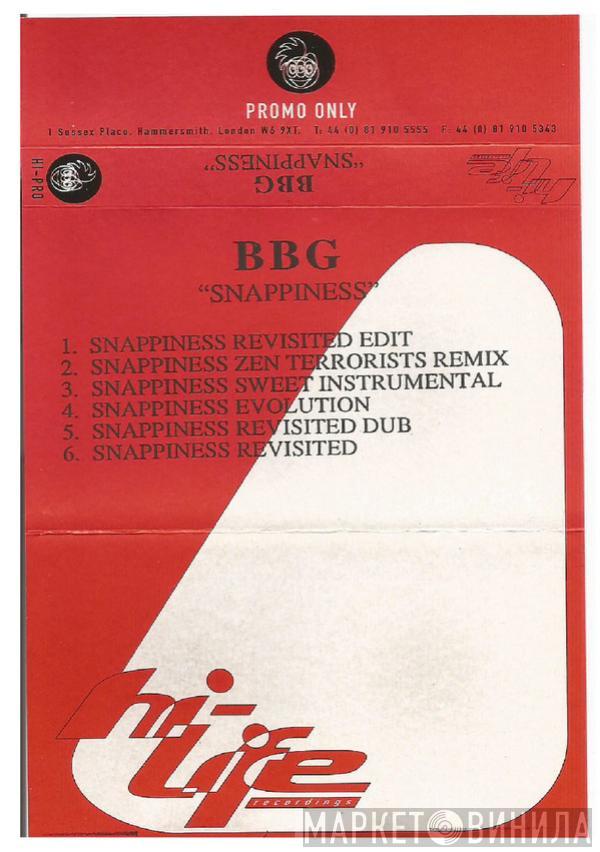 PROMO ONLY
1 Sussex Place, Hammersmith, London W6 9XT. T: 44 (0) 81 910 5555 F: 44 (0) 81 910 5343
HI-PRO
BBG
“SNAPPINESS”
hi-life
BBG
“SNAPPINESS”
1. SNAPPINESS REVISITED EDIT
2. SNAPPINESS ZEN TERRORISTS REMIX
3. SNAPPINESS SWEET INSTRUMENTAL
4. SNAPPINESS EVOLUTION
5. SNAPPINESS REVISITED DUB
6. SNAPPINESS REVISITED
hi-life
recordings
МАРКЕТ ВИНИЛА